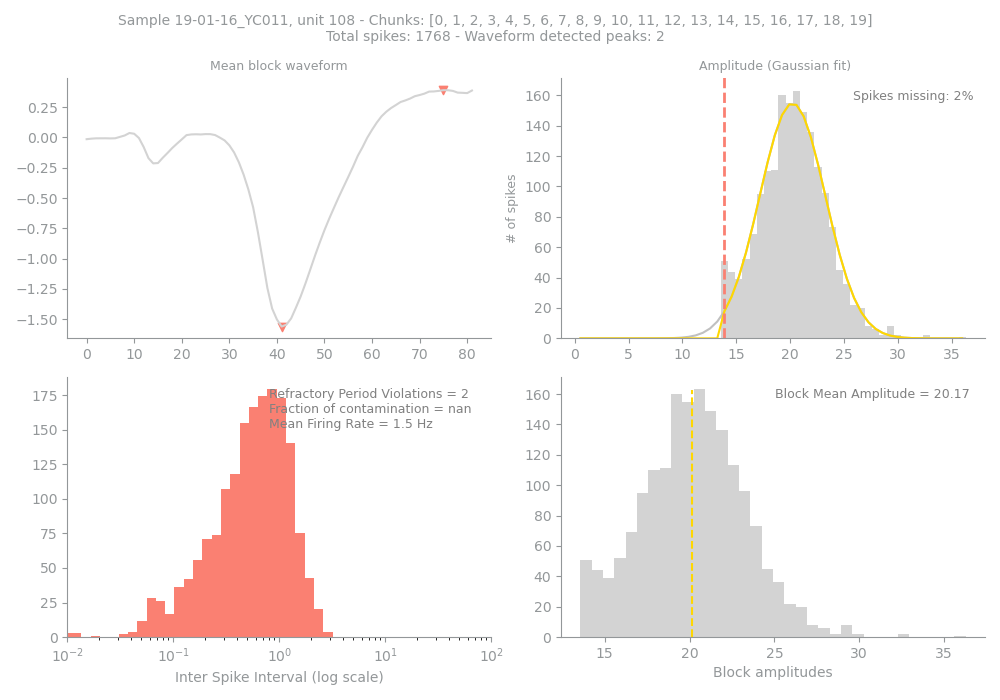 Sample 19-01-16_YC011, unit 108 - Chunks: [0, 1, 2, 3, 4, 5, 6, 7, 8, 9, 10, 11, 12, 13, 14, 15, 16, 17, 18, 19]
Total spikes: 1768 - Waveform detected peaks: 2
Mean block waveform
0.25
0.00
−0.25
−0.50
−0.75
−1.00
−1.25
−1.50
0 10 20 30 40 50 60 70 80
Amplitude (Gaussian fit)
Spikes missing: 2%
# of spikes
160
140
120
100
80
60
40
20
0
0 5 10 15 20 25 30 35
Refractory Period Violations = 2
Fraction of contamination = nan
Mean Firing Rate = 1.5 Hz
175
150
125
100
75
50
25
0
10⁻² 10⁻¹ 10⁰ 10¹ 10²
Inter Spike Interval (log scale)
Block Mean Amplitude = 20.17
160
140
120
100
80
60
40
20
0
15 20 25 30 35
Block amplitudes